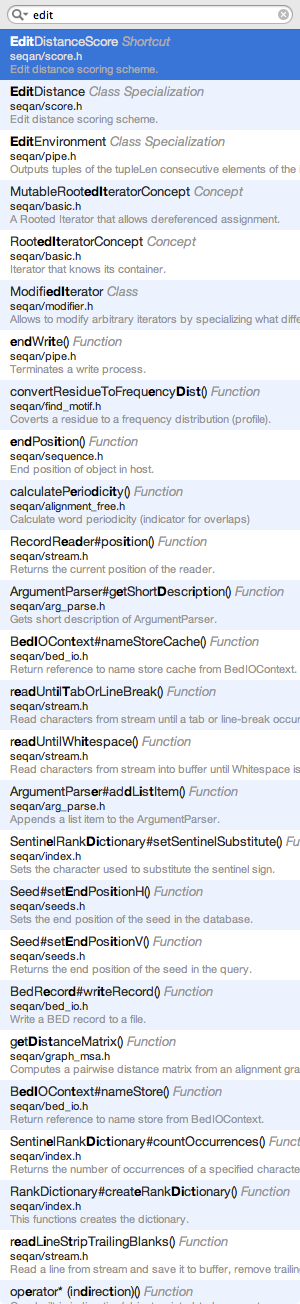 edit
EditDistanceScore Shortcut
seqan/score.h
Edit distance scoring scheme.
EditDistance Class Specialization
seqan/score.h
Edit distance scoring scheme.
EditEnvironment Class Specialization
seqan/pipe.h
Outputs tuples of the tupleLen consecutive elements of the
MutableRootedIteratorConcept Concept
seqan/basic.h
A Rooted Iterator that allows dereferenced assignment.
RootedIteratorConcept Concept
seqan/basic.h
Iterator that knows its container.
ModifiedIterator Class
seqan/modifier.h
Allows to modify arbitrary iterators by specializing what diffe
endWrite() Function
seqan/pipe.h
Terminates a write process.
convertResidueToFrequencyDist() Function
seqan/find_motif.h
Coverts a residue to a frequency distribution (profile).
endPosition() Function
seqan/sequence.h
End position of object in host.
calculatePeriodicity() Function
seqan/alignment_free.h
Calculate word periodicity (indicator for overlaps)
RecordReader#position() Function
seqan/stream.h
Returns the current position of the reader.
ArgumentParser#getShortDescription() Function
seqan/arg_parse.h
Gets short description of ArgumentParser.
BedIOContext#nameStoreCache() Function
seqan/bed_io.h
Return reference to name store cache from BedIOContext.
readUntilTabOrLineBreak() Function
seqan/stream.h
Read characters from stream until a tab or line-break occur
readUntilWhitespace() Function
seqan/stream.h
Read characters from stream into buffer until Whitespace is
ArgumentParser#addListItem() Function
seqan/arg_parse.h
Appends a list item to the ArgumentParser.
SentinelRankDictionary#setSentinelSubstitute() Fu
seqan/index.h
Sets the character used to substitute the sentinel sign.
Seed#setEndPositionH() Function
seqan/seeds.h
Sets the end position of the seed in the database.
Seed#setEndPositionV() Function
seqan/seeds.h
Returns the end position of the seed in the query.
BedRecord#writeRecord() Function
seqan/bed_io.h
Write a BED record to a file.
getDistanceMatrix() Function
seqan/graph_msa.h
Computes a pairwise distance matrix from an alignment gra
BedIOContext#nameStore() Function
seqan/bed_io.h
Return reference to name store from BedIOContext.
SentinelRankDictionary#countOccurrences() Funct
seqan/index.h
Returns the number of occurrences of a specified characte
RankDictionary#createRankDictionary() Function
seqan/index.h
This functions creates the dictionary.
readLineStripTrailingBlanks() Function
seqan/stream.h
Read a line from stream and save it to buffer, remove trailing
operator* (indirection)() Function